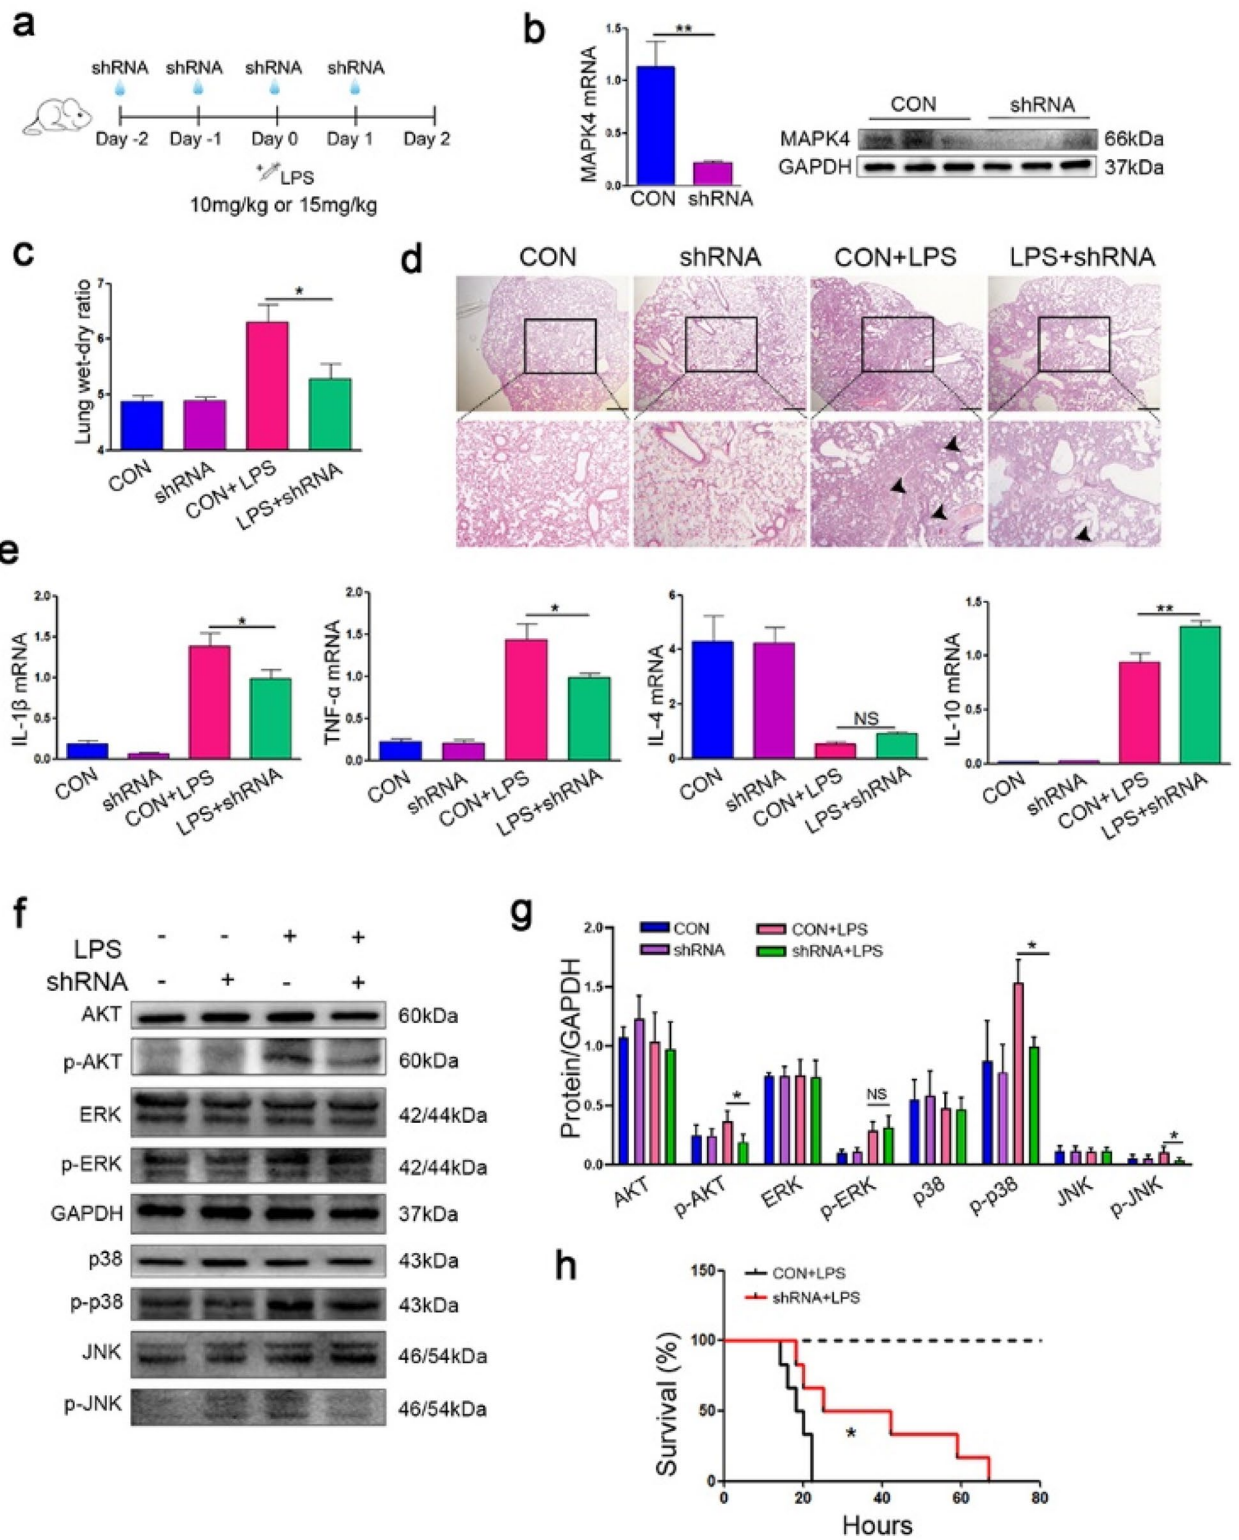 a
shRNA shRNA shRNA shRNA
Day -2 Day -1 Day 0 Day 1 Day 2
LPS
10mg/kg or 15mg/kg
b
MAPK4 mRNA
1.5
1.0
0.5
0.0
**
CON shRNA
CON shRNA
MAPK4 66kDa
GAPDH 37kDa
c
Lung wet-dry ratio
7
6
5
4
*
CON shRNA CON+LPS LPS+shRNA
d
CON shRNA CON+LPS LPS+shRNA
e
IL-1β mRNA
2.0
1.5
1.0
0.5
0.0
*
CON shRNA CON+LPS LPS+shRNA
TNF-α mRNA
2.0
1.5
1.0
0.5
0.0
*
CON shRNA CON+LPS LPS+shRNA
IL-4 mRNA
6
4
2
0
NS
CON shRNA CON+LPS LPS+shRNA
IL-10 mRNA
1.5
1.0
0.5
0.0
**
CON shRNA CON+LPS LPS+shRNA
f
LPS - - + +
shRNA - + - +
AKT 60kDa
p-AKT 60kDa
ERK 42/44kDa
p-ERK 42/44kDa
GAPDH 37kDa
p38 43kDa
p-p38 43kDa
JNK 46/54kDa
p-JNK 46/54kDa
g
Protein/GAPDH
2.0
1.5
1.0
0.5
0.0
CON CON+LPS
shRNA shRNA+LPS
* NS * *
AKT p-AKT ERK p-ERK p38 p-p38 JNK p-JNK
h
Survival (%)
150
100
50
0
CON+LPS
shRNA+LPS
*
0 20 40 60 80
Hours